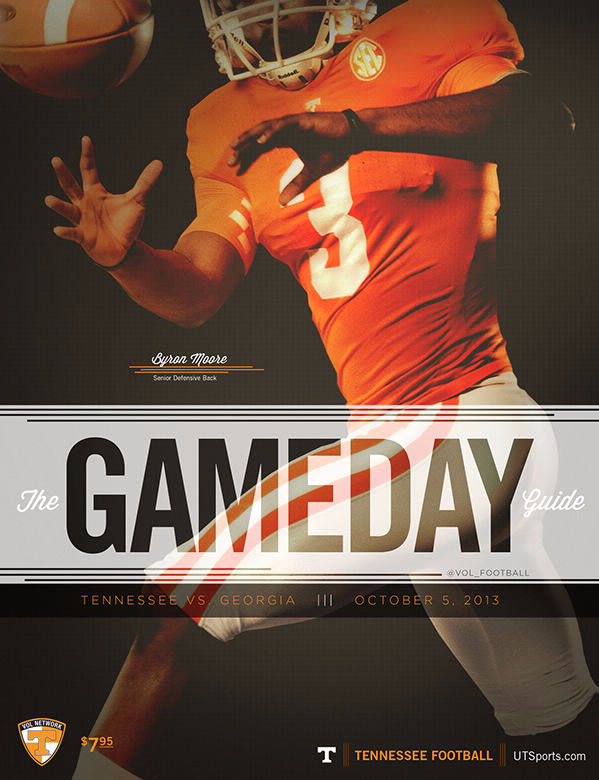 Riddell
SEC
T
3
Byron Moore
Senior Defensive Back
The GAMEDAY Guide
@VOL_FOOTBALL
TENNESSEE VS. GEORGIA ||| OCTOBER 5, 2013
VOL NETWORK
T
$7.95
T TENNESSEE FOOTBALL UTSports.com